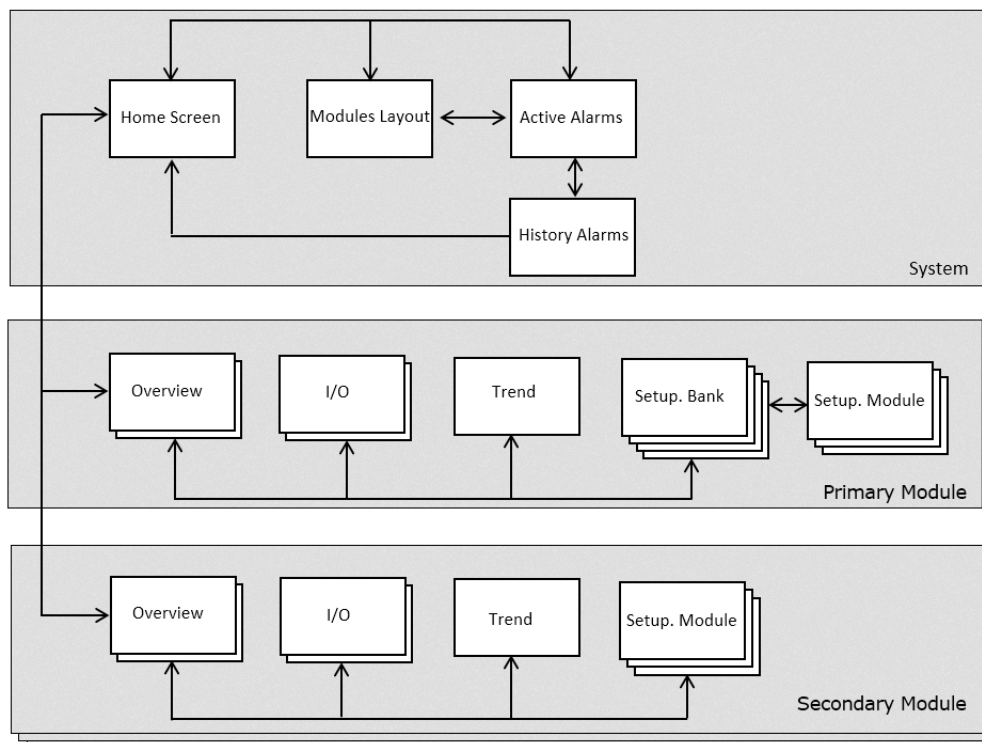 Home Screen
Modules Layout
Active Alarms
History Alarms
System
Overview
I/O
Trend
Setup. Bank
Setup. Module
Primary Module
Overview
I/O
Trend
Setup. Module
Secondary Module